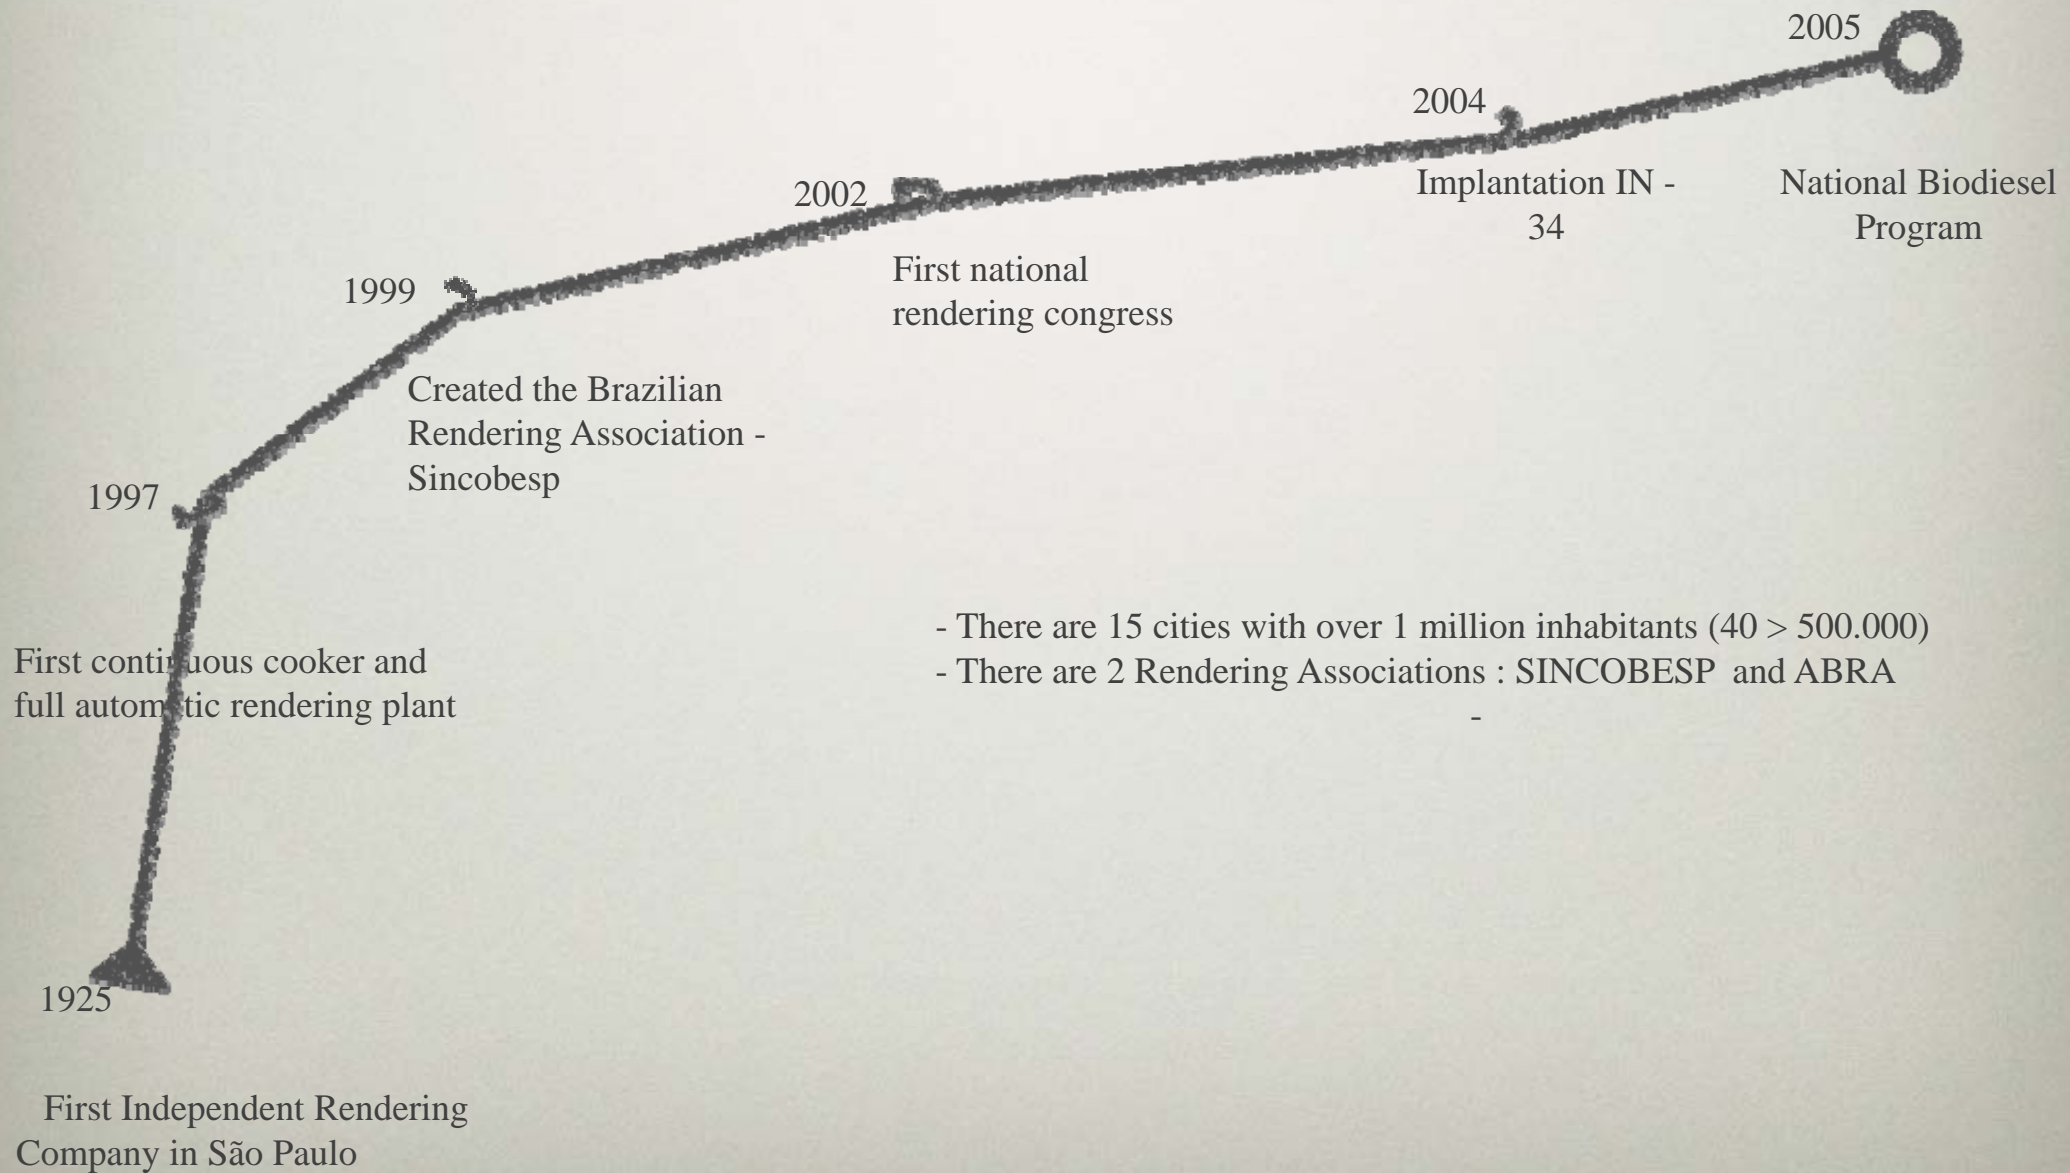 2005
2004
Implantation IN -
34
National Biodiesel
Program
2002
First national
rendering congress
1999
Created the Brazilian
Rendering Association -
Sincobesp
1997
First continuous cooker and
full automatic rendering plant
- There are 15 cities with over 1 million inhabitants (40 > 500.000)
- There are 2 Rendering Associations : SINCOBESP and ABRA
-
1925
First Independent Rendering
Company in São Paulo